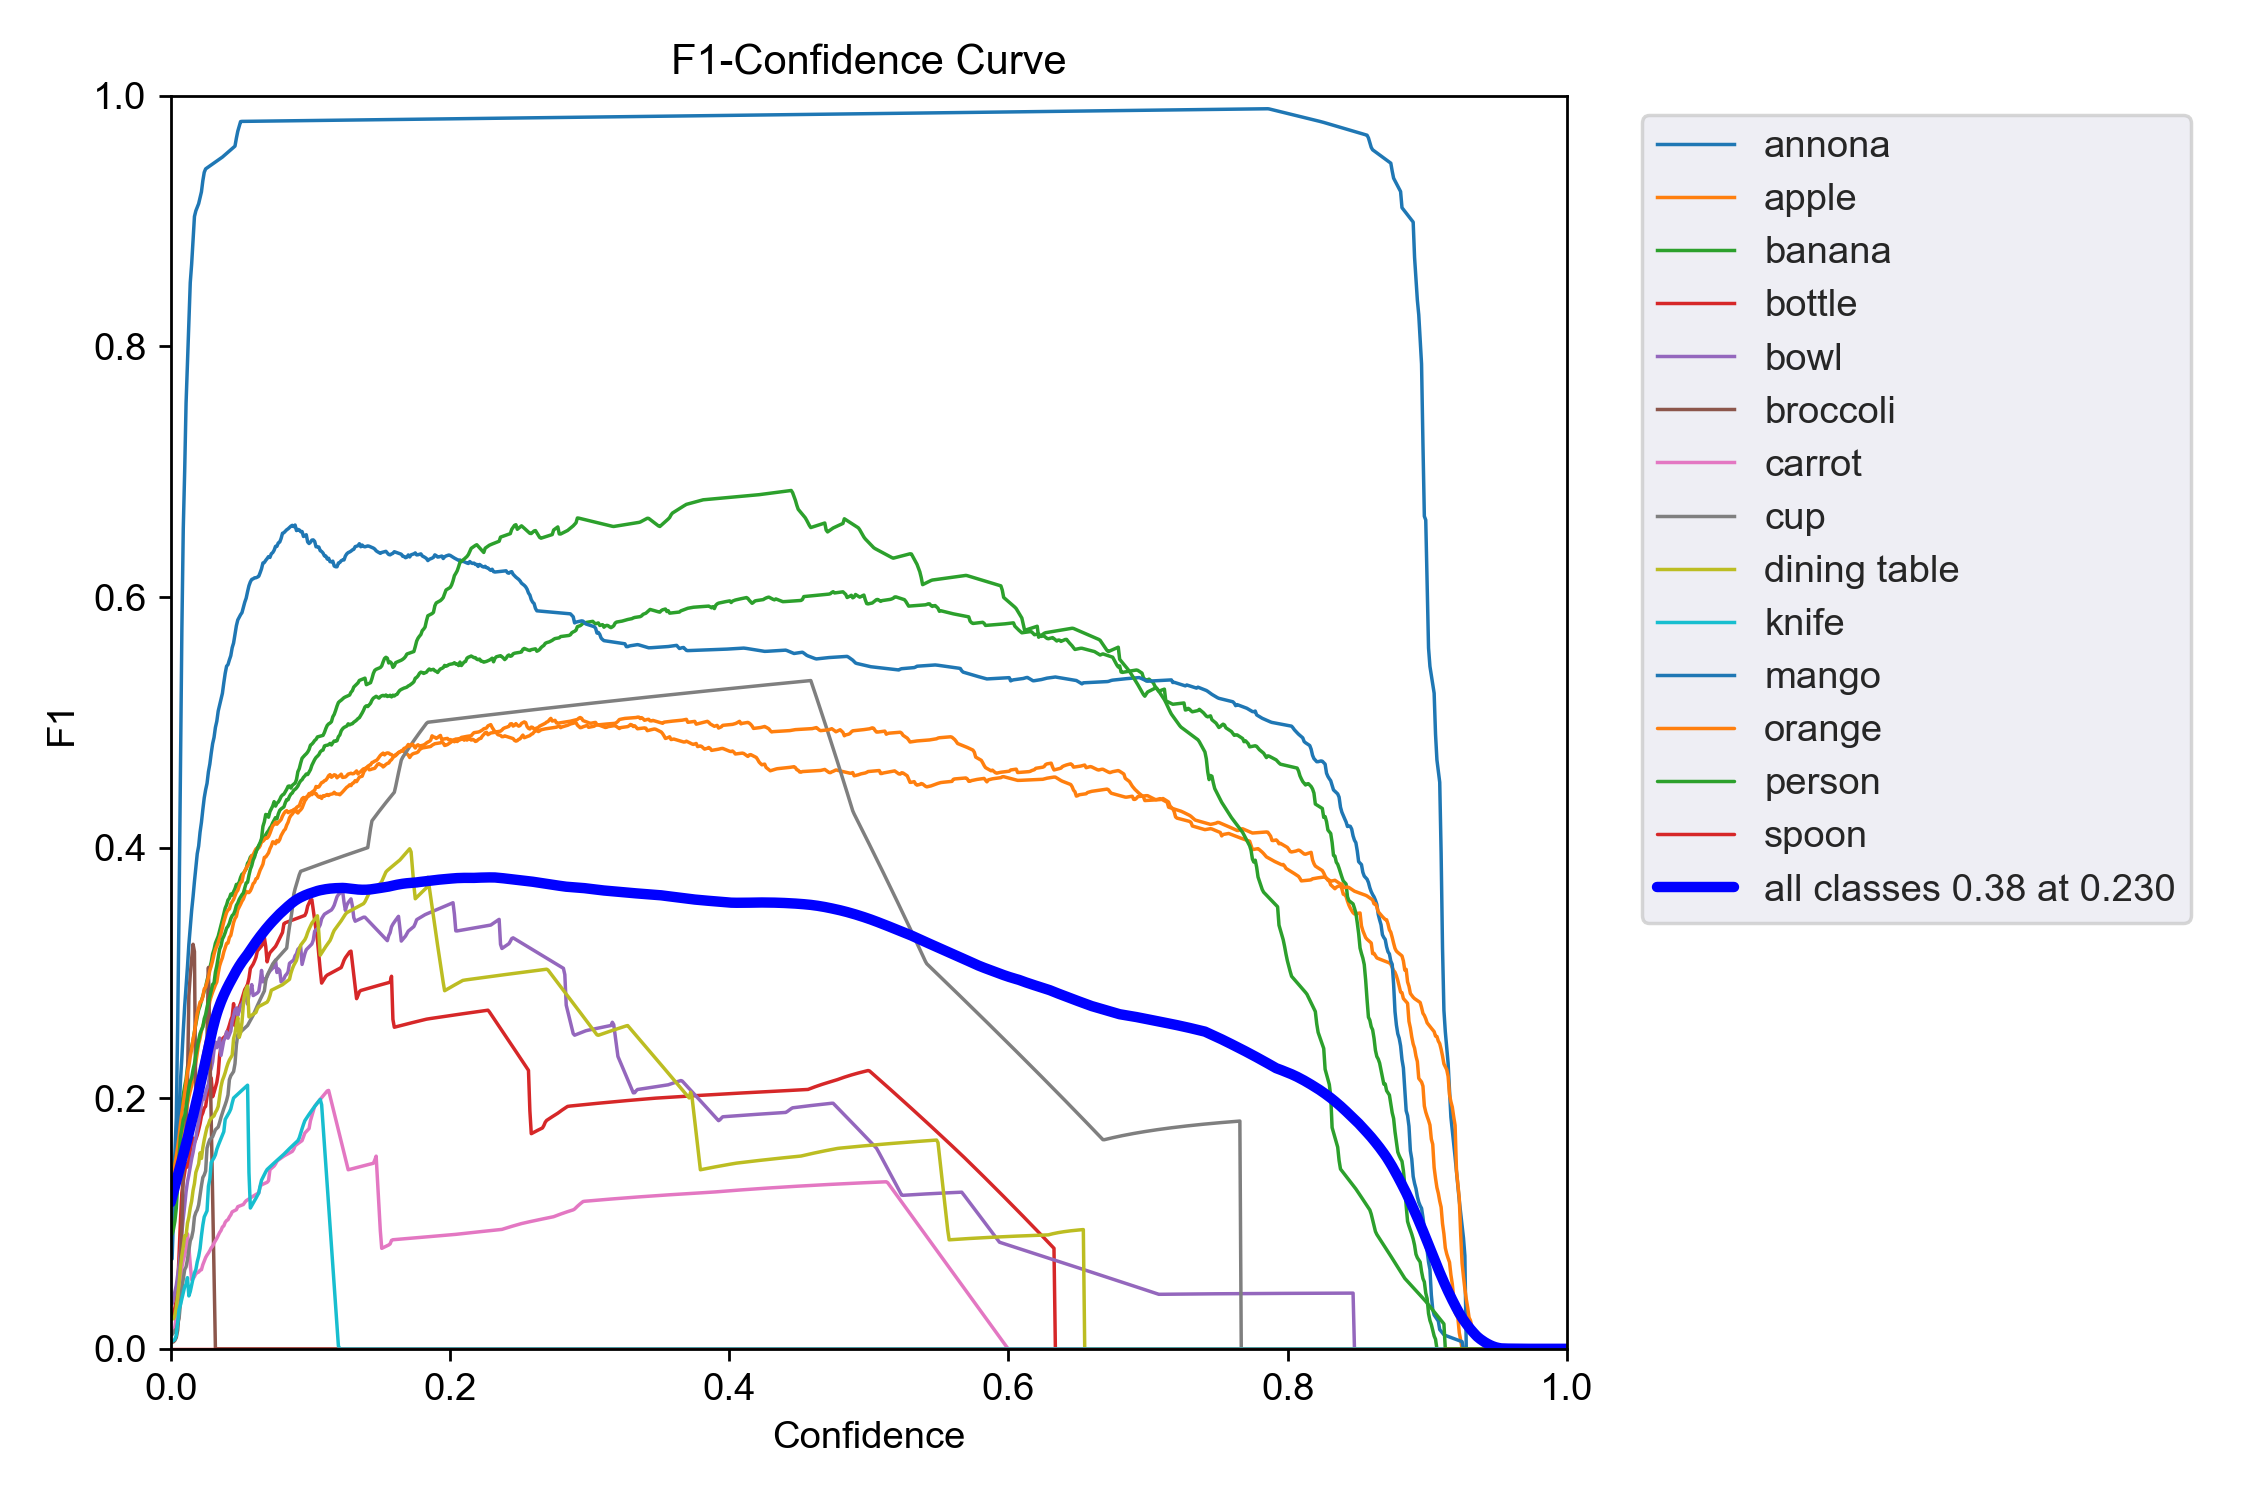 F1-Confidence Curve
1.0
0.8
0.6
0.4
0.2
0.0
F1
0.0 0.2 0.4 0.6 0.8 1.0
Confidence
annona
apple
banana
bottle
bowl
broccoli
carrot
cup
dining table
knife
mango
orange
person
spoon
all classes 0.38 at 0.230